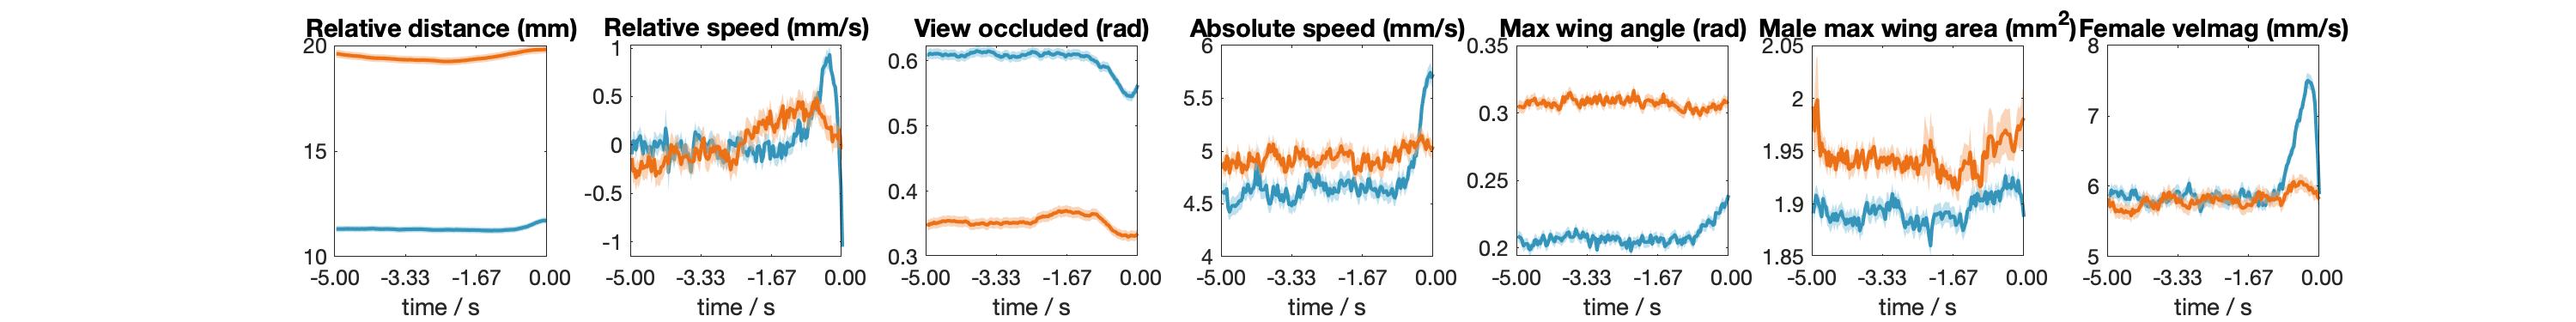 Relative distance (mm)
20
15
10
-5.00 -3.33 -1.67 0.00
time / s
Relative speed (mm/s)
1
0.5
0
-0.5
-1
-5.00 -3.33 -1.67 0.00
time / s
View occluded (rad)
0.6
0.5
0.4
0.3
-5.00 -3.33 -1.67 0.00
time / s
Absolute speed (mm/s)
6
5.5
5
4.5
4
-5.00 -3.33 -1.67 0.00
time / s
Max wing angle (rad)
0.35
0.3
0.25
0.2
-5.00 -3.33 -1.67 0.00
time / s
Male max wing area (mm²)
2.05
2
1.95
1.9
1.85
-5.00 -3.33 -1.67 0.00
time / s
Female velmag (mm/s)
8
7
6
5
-5.00 -3.33 -1.67 0.00
time / s